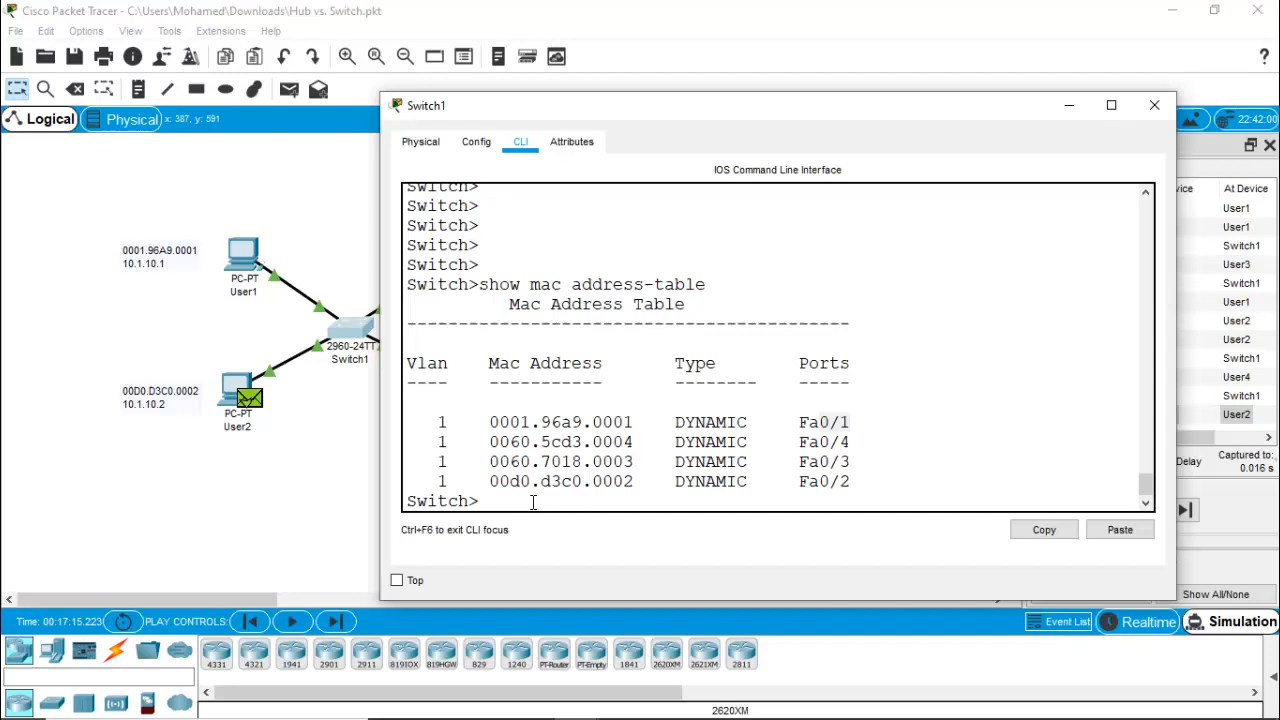 Cisco Packet Tracer - C:\Users\Mohamed\Downloads\Hub vs. Switch.pkt
File Edit Options View Tools Extensions Help
?
Logical Physical x: 387, y: 591
22:42:00
Switch1
Physical Config CLI Attributes
IOS Command Line Interface
Switch>
Switch>
Switch>
Switch>
Switch>
Switch>show mac address-table
Mac Address Table
-------------------------------------------
Vlan Mac Address Type Ports
---- ----------- -------- -----
1 0001.96a9.0001 DYNAMIC Fa0/1
1 0060.5cd3.0004 DYNAMIC Fa0/4
1 0060.7018.0003 DYNAMIC Fa0/3
1 00d0.d3c0.0002 DYNAMIC Fa0/2
Switch>
Ctrl+F6 to exit CLI focus
Copy Paste
Top
0001.96A9.0001
10.1.10.1
PC-PT
User1
2960-24TT
Switch1
00D0.D3C0.0002
10.1.10.2
PC-PT
User2
At Device
User1
User1
Switch1
User3
Switch1
User1
User2
User2
Switch1
User4
Switch1
User2
Delay Captured to:
0.016 s
Show All/None
Time: 00:17:15.223 PLAY CONTROLS:
Event List Realtime Simulation
4331 4321 1941 2901 2911 819IOX 819HGW 829 1240 PT-Router PT-Empty 1841 2620XM 2621XM 2811
2620XM